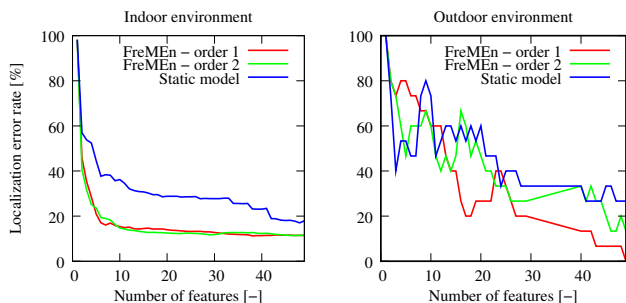 Indoor environment
Outdoor environment
Localization error rate [%]
FreMEn − order 1
FreMEn − order 2
Static model
100
80
60
40
20
0
0
10
20
30
40
Number of features [−]
FreMEn − order 1
FreMEn − order 2
Static model
100
80
60
40
20
0
0
10
20
30
40
Number of features [−]